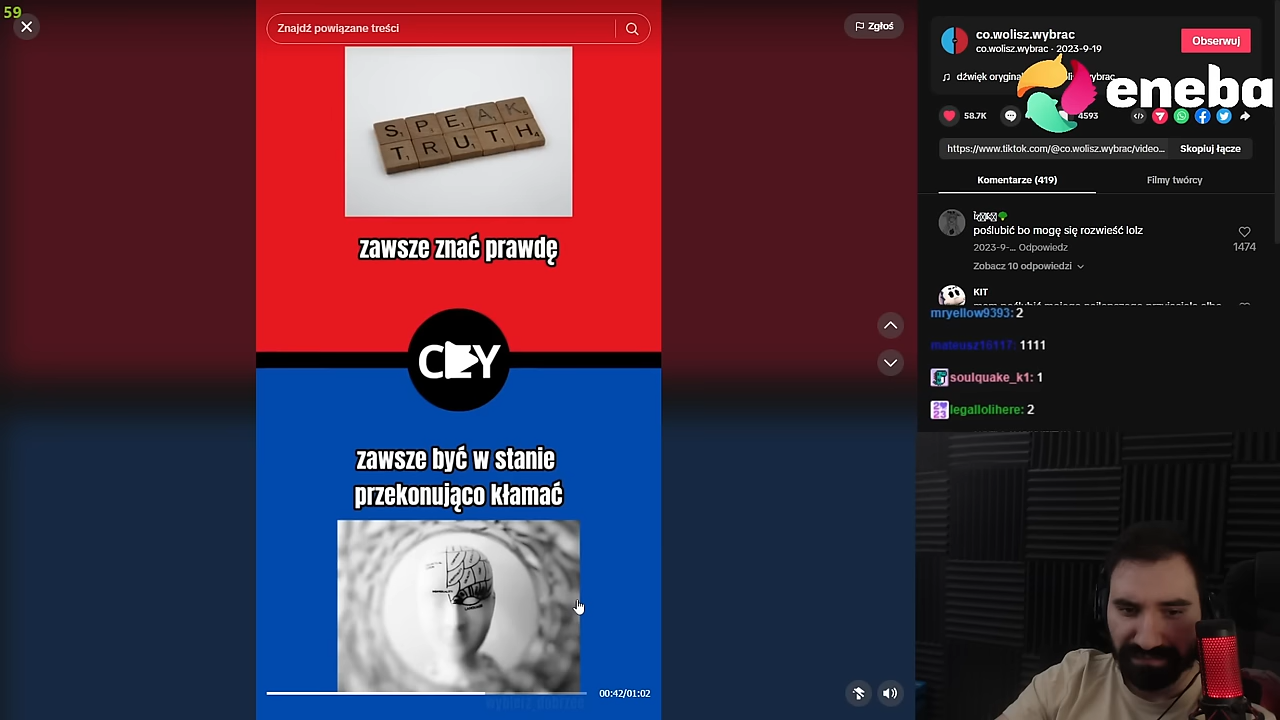 59
Znajdź powiązane treści
Zgłoś
SPEAK
TRUTH
zawsze znać prawdę
CZY
zawsze być w stanie
przekonująco kłamać
00:42/01:02
co.wolisz.wybrac
co.wolisz.wybrac · 2023-9-19
Obserwuj
dźwięk orygina
eneba
58.7K
4593
https://www.tiktok.com/@co.wolisz.wybrac/video...
Skopiuj łącze
Komentarze (419)
Filmy twórcy
poślubić bo mogę się rozwieść lolz
2023-9-... Odpowiedz
1474
Zobacz 10 odpowiedzi
KIT
mryellow9393: 2
mateusz16117: 1111
soulquake_k1: 1
legallolihere: 2